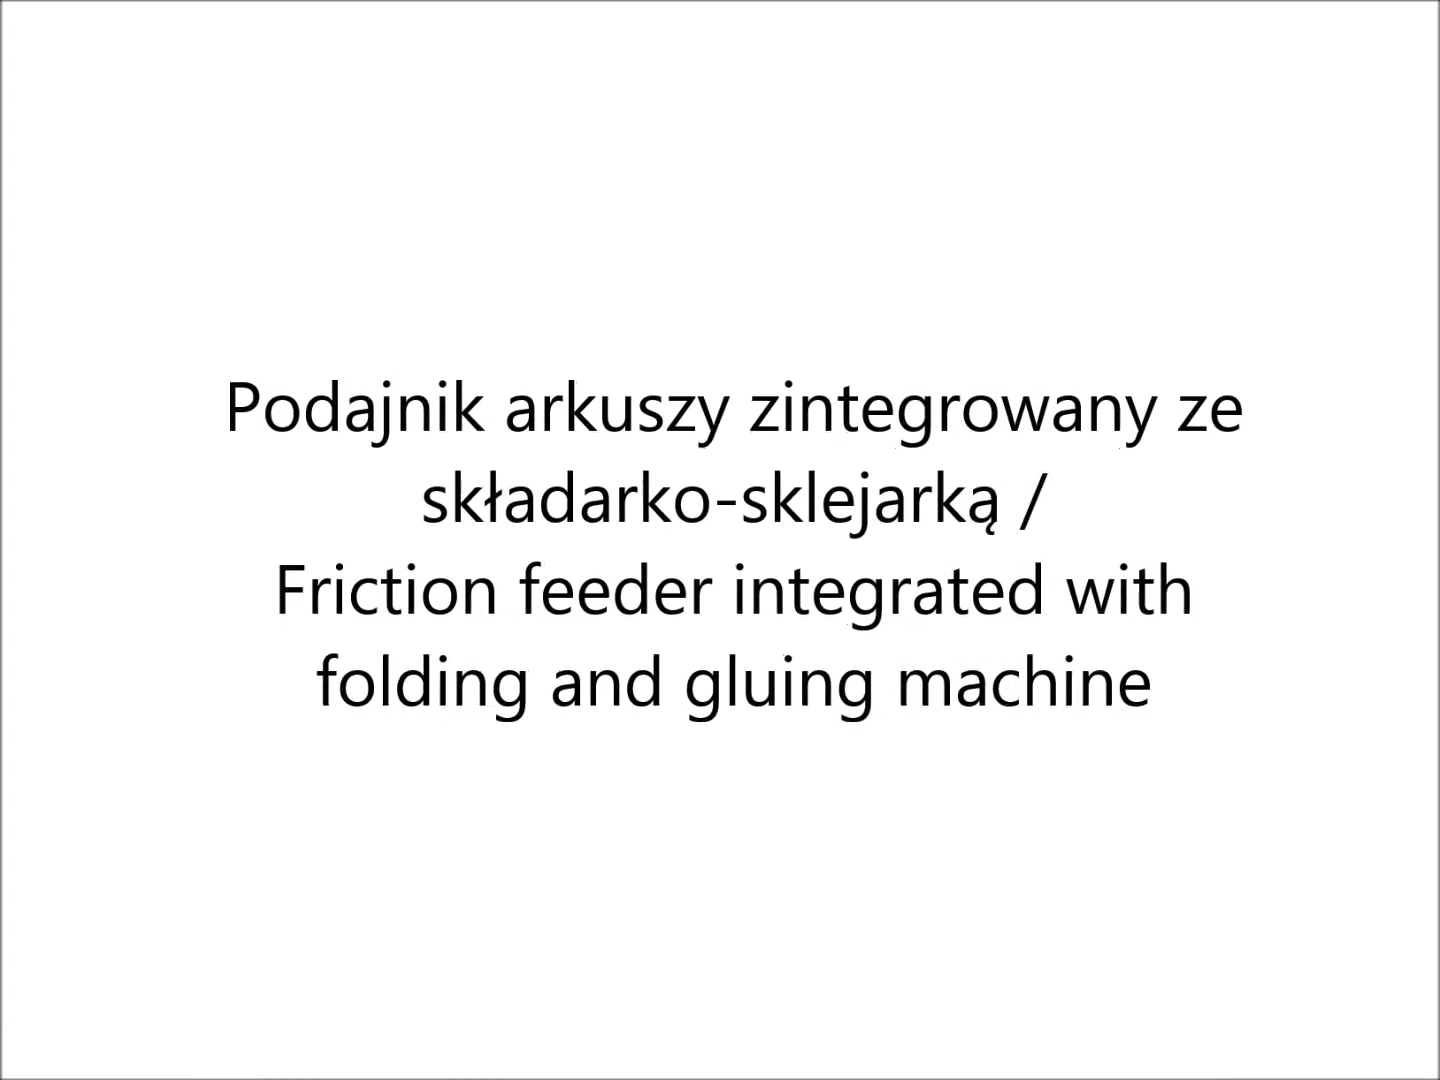 Podajnik arkuszy zintegrowany ze
składarko-sklejarką /
Friction feeder integrated with
folding and gluing machine